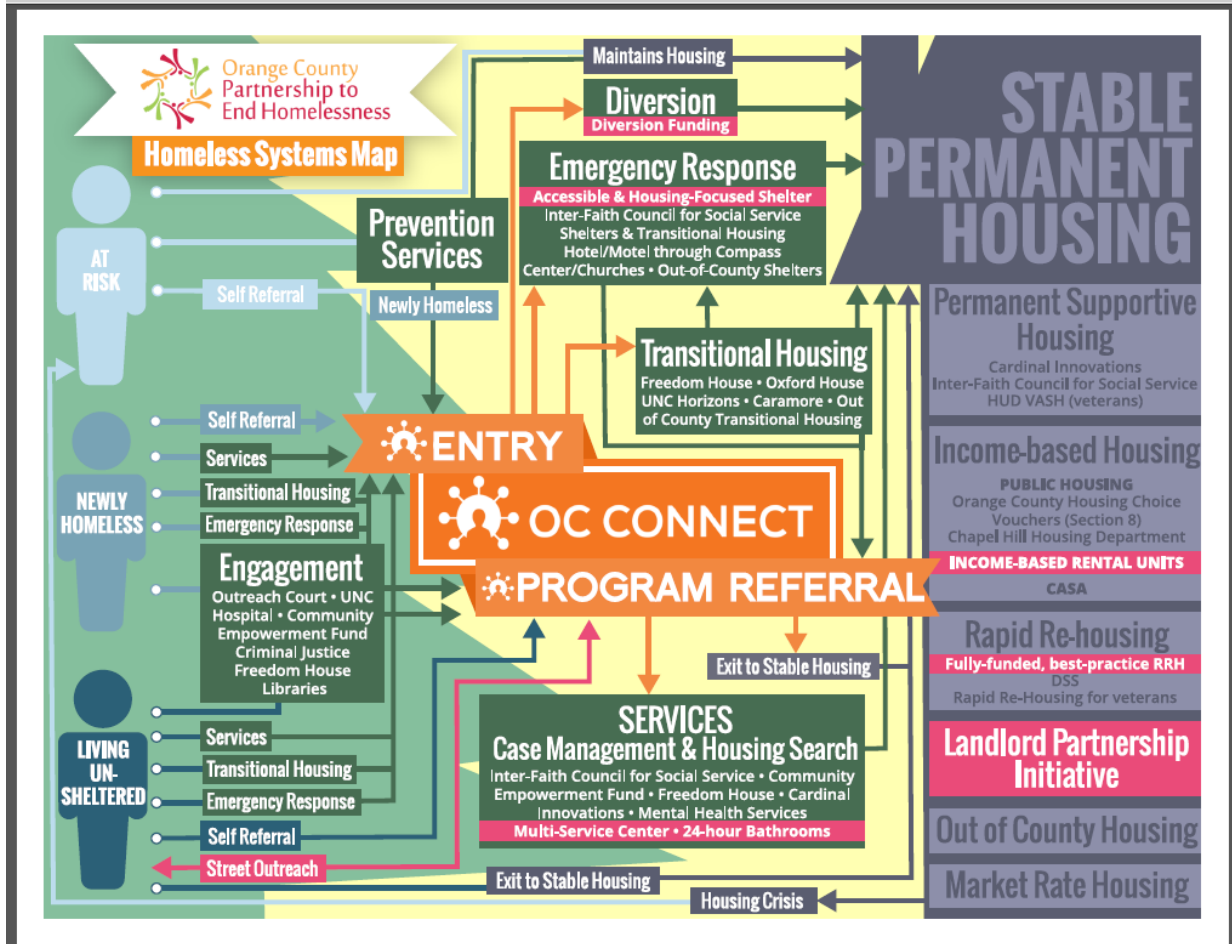 Orange County
Partnership to
End Homelessness
Homeless Systems Map
Maintains Housing
Diversion
Diversion Funding
Emergency Response
Accessible & Housing-Focused Shelter
Inter-Faith Council for Social Service
Shelters & Transitional Housing
Hotel/Motel through Compass
Center/Churches • Out-of-County Shelters
STABLE
PERMANENT
HOUSING
AT
RISK
Prevention
Services
Self Referral
Newly Homeless
Transitional Housing
Freedom House • Oxford House
UNC Horizons • Caramore • Out
of County Transitional Housing
Permanent Supportive
Housing
Cardinal Innovations
Inter-Faith Council for Social Service
HUD VASH (veterans)
NEWLY
HOMELESS
Self Referral
Services
Transitional Housing
Emergency Response
ENTRY
OC CONNECT
PROGRAM REFERRAL
Engagement
Outreach Court • UNC
Hospital • Community
Empowerment Fund
Criminal Justice
Freedom House
Libraries
Income-based Housing
PUBLIC HOUSING
Orange County Housing Choice
Vouchers (Section 8)
Chapel Hill Housing Department
INCOME-BASED RENTAL UNITS
CASA
Exit to Stable Housing
Rapid Re-housing
Fully-funded, best-practice RRH
DSS
Rapid Re-Housing for veterans
LIVING
UN-
SHELTERED
Services
Transitional Housing
Emergency Response
Self Referral
Street Outreach
SERVICES
Case Management & Housing Search
Inter-Faith Council for Social Service • Community
Empowerment Fund • Freedom House • Cardinal
Innovations • Mental Health Services
Multi-Service Center • 24-hour Bathrooms
Landlord Partnership
Initiative
Out of County Housing
Market Rate Housing
Exit to Stable Housing
Housing Crisis